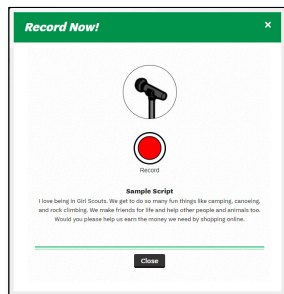 Record Now!
×
Record
Sample Script
I love being in Girl Scouts. We get to do so many fun things like camping, canoeing,
and rock climbing. We make friends for life and help other people and animals too.
Would you please help us earn the money we need by shopping online.
Close